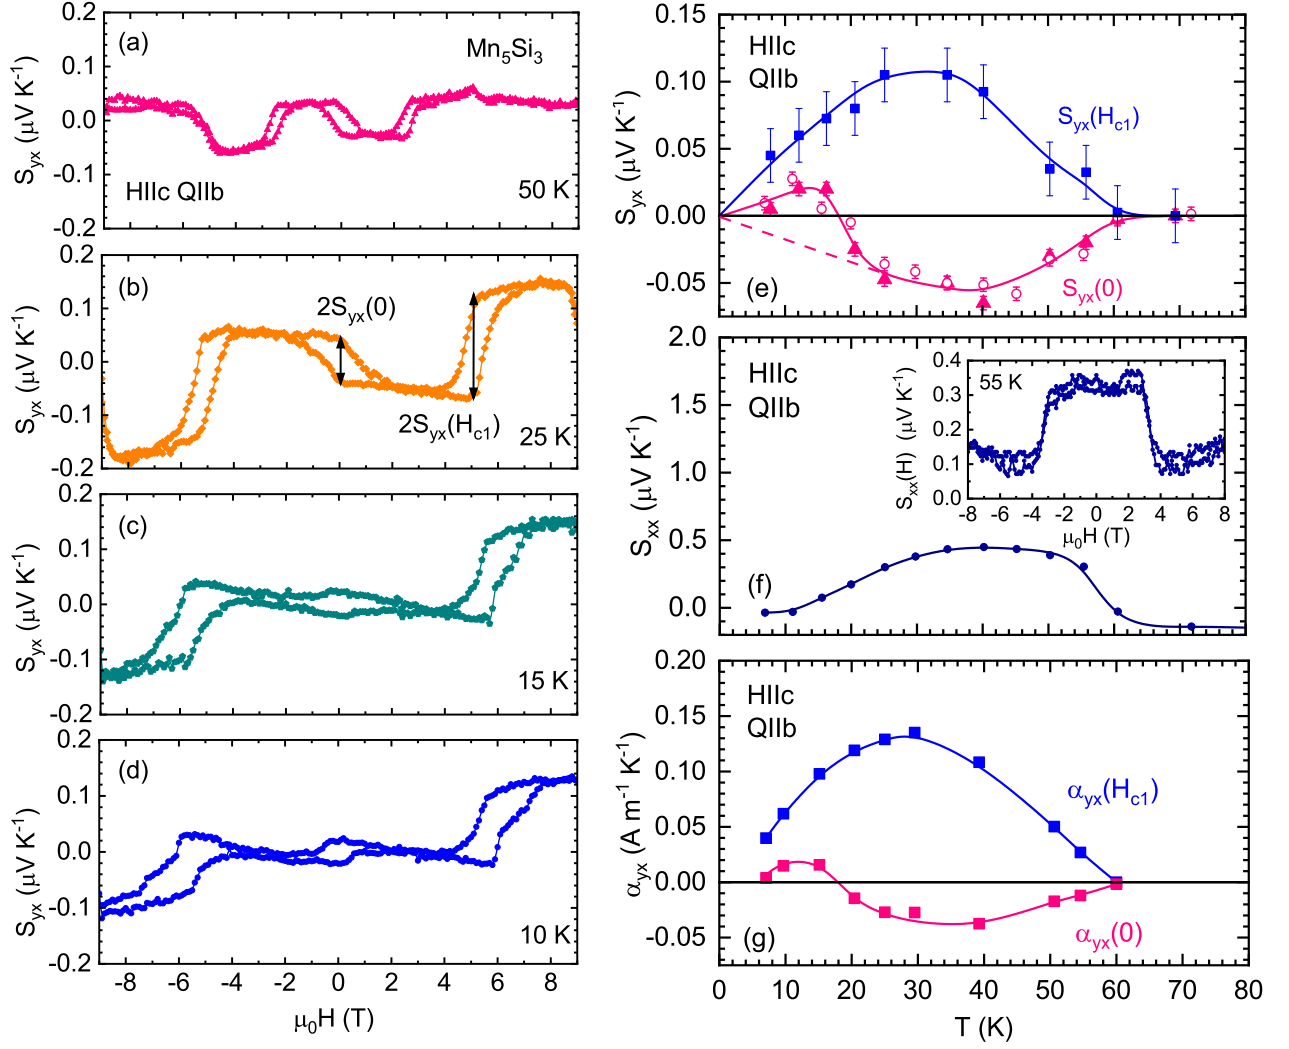 (a)
Mn5Si3
0.2
0.1
0.0
-0.1
-0.2
Syx (μV K-1)
HIIc QIIb
50 K
(b)
0.2
0.1
0.0
-0.1
-0.2
Syx (μV K-1)
2Syx(0)
2Syx(Hc1)
25 K
(c)
0.2
0.1
0.0
-0.1
-0.2
Syx (μV K-1)
15 K
(d)
0.2
0.1
0.0
-0.1
-0.2
Syx (μV K-1)
10 K
-8 -6 -4 -2 0 2 4 6 8
μ0H (T)
0.15
0.10
0.05
0.00
-0.05
Syx (μV K-1)
HIIc
QIIb
Syx(Hc1)
Syx(0)
(e)
2.0
1.5
1.0
0.5
0.0
Sxx (μV K-1)
HIIc
QIIb
(f)
55 K
0.4
0.3
0.2
0.1
0.0
Sxx(H) (μV K-1)
-8 -6 -4 -2 0 2 4 6 8
μ0H (T)
0.20
0.15
0.10
0.05
0.00
-0.05
αyx (A m-1 K-1)
HIIc
QIIb
αyx(Hc1)
αyx(0)
(g)
0 10 20 30 40 50 60 70 80
T (K)